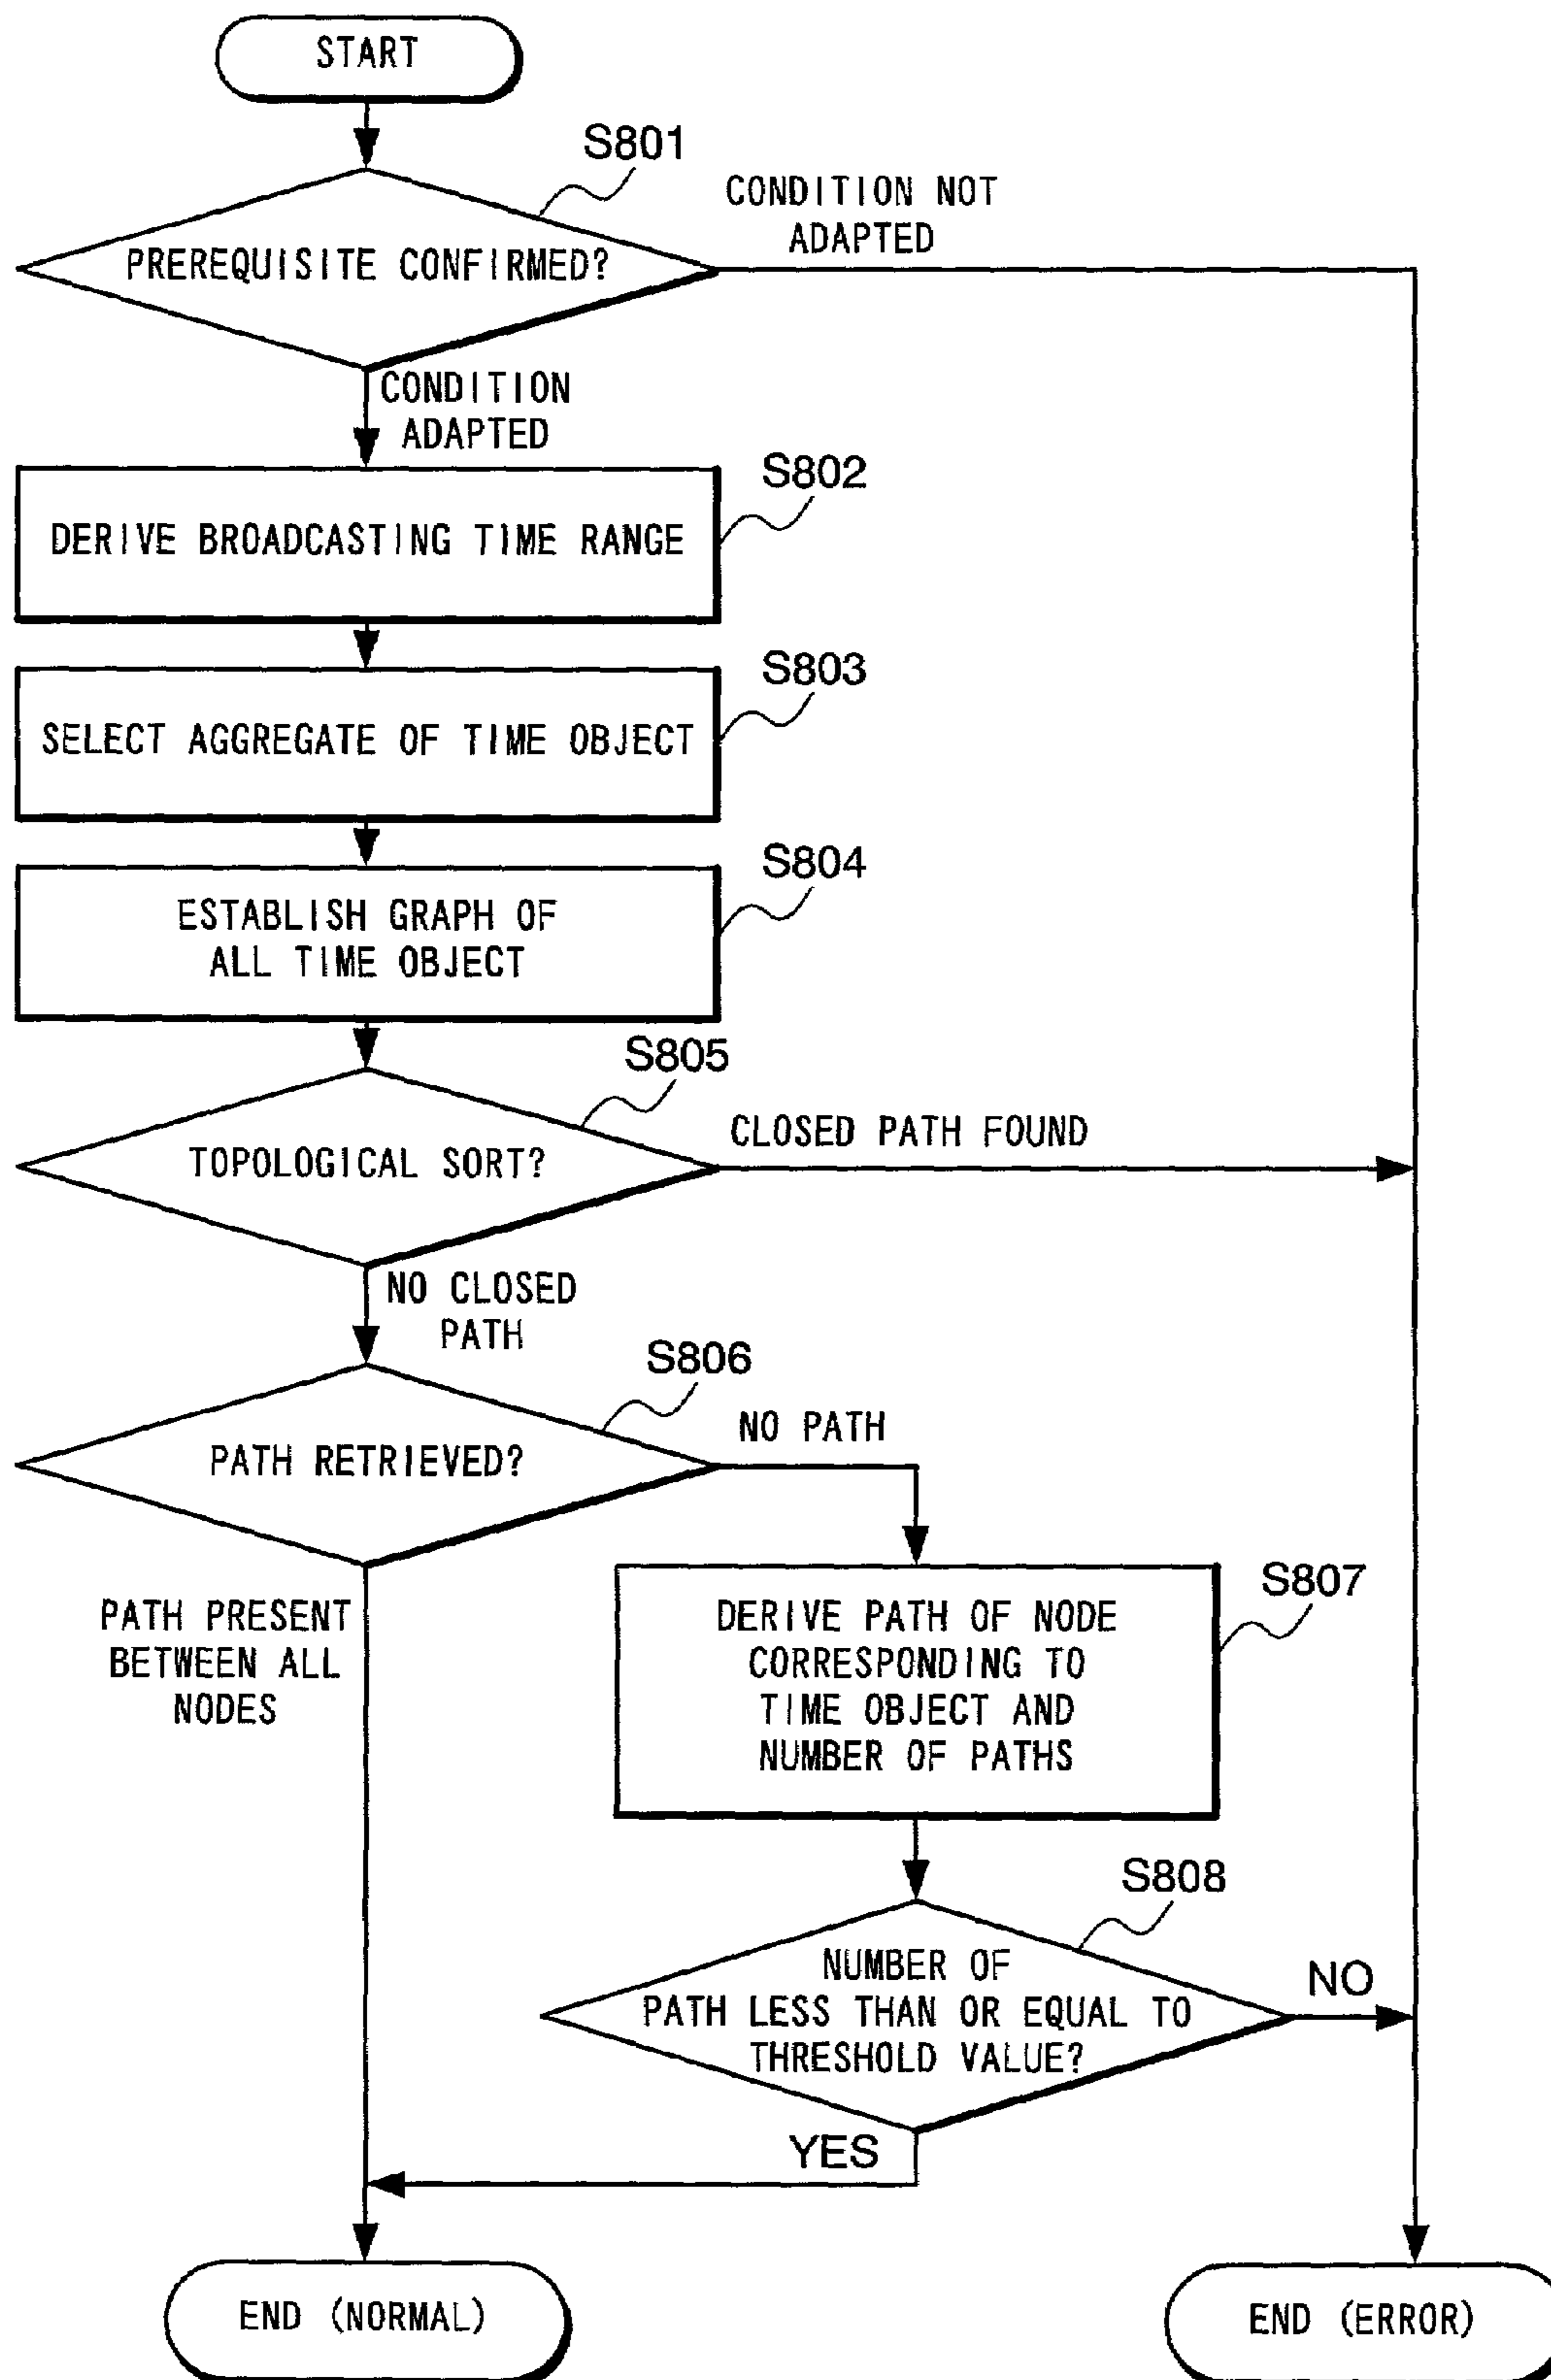 START
S801
CONDITION NOT
ADAPTED
PREREQUISITE CONFIRMED?
CONDITION
ADAPTED
S802
DERIVE BROADCASTING TIME RANGE
S803
SELECT AGGREGATE OF TIME OBJECT
S804
ESTABLISH GRAPH OF
ALL TIME OBJECT
S805
CLOSED PATH FOUND
TOPOLOGICAL SORT?
NO CLOSED
PATH
S806
NO PATH
PATH RETRIEVED?
S807
PATH PRESENT
BETWEEN ALL
NODES
DERIVE PATH OF NODE
CORRESPONDING TO
TIME OBJECT AND
NUMBER OF PATHS
S808
NUMBER OF
PATH LESS THAN OR EQUAL TO
THRESHOLD VALUE?
NO
YES
END (NORMAL)
END (ERROR)